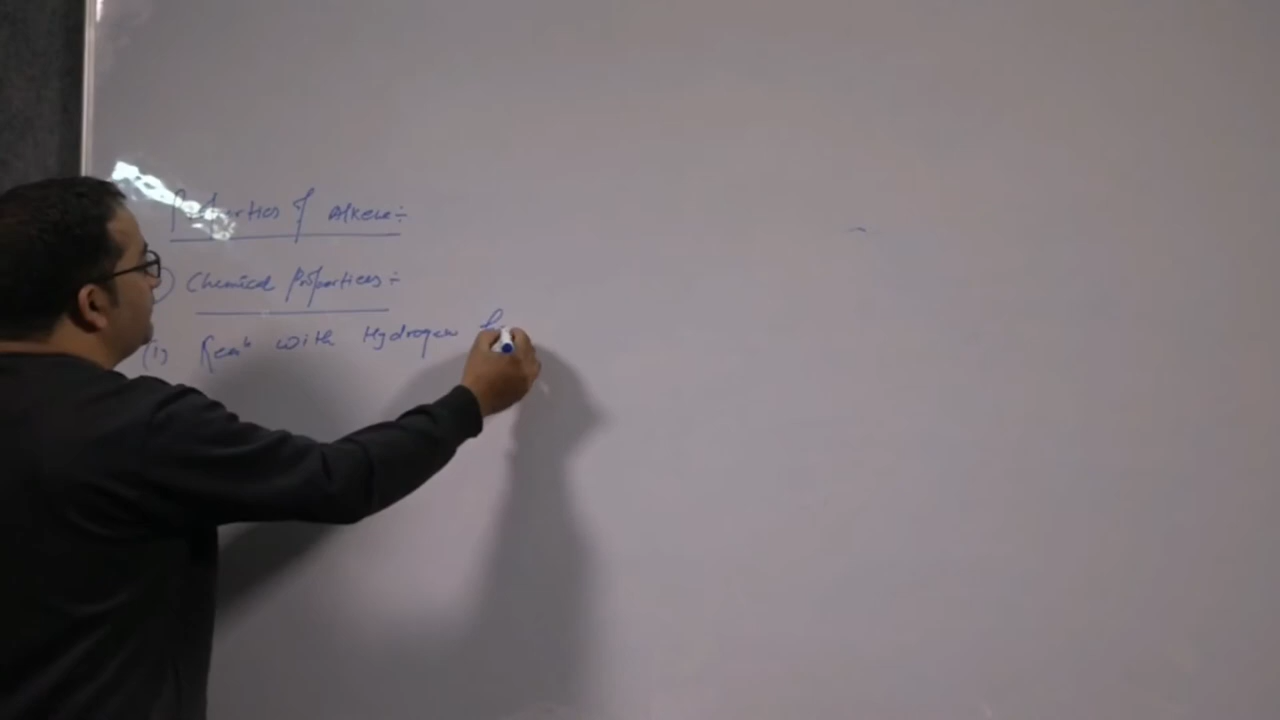 Properties of Alkene:-
Chemical Properties:-
(1) Reaⁿ with Hydrogen